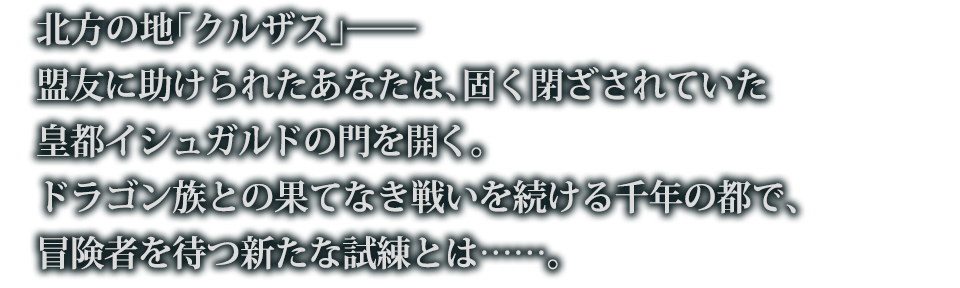 北方の地｢クルザス｣――
盟友に助けられたあなたは､固く閉ざされていた
皇都イシュガルドの門を開く。
ドラゴン族との果てなき戦いを続ける千年の都で､
冒険者を待つ新たな試練とは……。